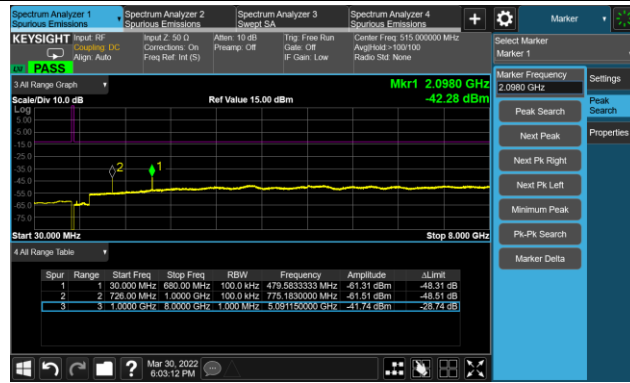 Spectrum Analyzer 1 Spectrum Analyzer 2 Spectrum Analyzer 3 Spectrum Analyzer 4 + Marker
Spurious Emissions Spurious Emissions Swept SA Spurious Emissions
KEYSIGHT Input: RF Input Z: 50 Ω Atten: 10 dB Trig: Free Run Center Freq: 515.000000 MHz
Coupling: DC Corrections: On Preamp: Off Gate: Off Avg|Hold:>100/100
Align: Auto Freq Ref: Int (S) IF Gain: Low Radio Std: None
PASS
Select Marker
Marker 1
3 All Range Graph Mkr1 2.0980 GHz
Scale/Div 10.0 dB Ref Value 15.00 dBm -42.28 dBm
Log
5.00
-5.00
-15.0
-25.0
-35.0
-45.0
-55.0
-65.0
-75.0
2 1
Start 30.000 MHz Stop 8.000 GHz
Marker Frequency
2.0980 GHz
Peak Search
Next Peak
Next Pk Right
Next Pk Left
Minimum Peak
Pk-Pk Search
Marker Delta
Settings
Peak
Search
Properties
4 All Range Table
Spur Range Start Freq Stop Freq RBW Frequency Amplitude ΔLimit
1 1 30.000 MHz 680.00 MHz 100.0 kHz 479.5833333 MHz -61.31 dBm -48.31 dB
2 2 726.00 MHz 1.0000 GHz 100.0 kHz 775.1830000 MHz -61.51 dBm -48.51 dB
3 3 1.0000 GHz 8.0000 GHz 1.000 MHz 5.091150000 GHz -41.74 dBm -28.74 dB
? Mar 30, 2022
6:03:12 PM